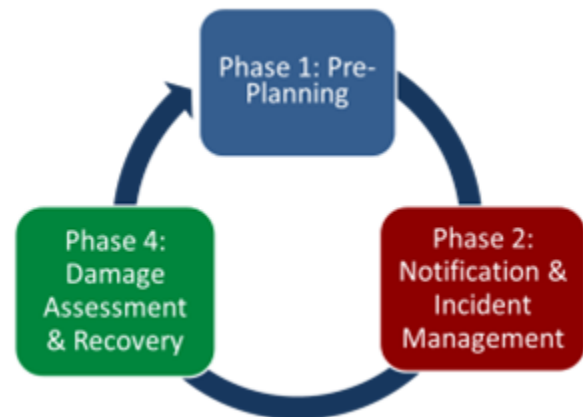 Phase 1: Pre-
Planning
Phase 2:
Notification &
Incident
Management
Phase 4:
Damage
Assessment
& Recovery